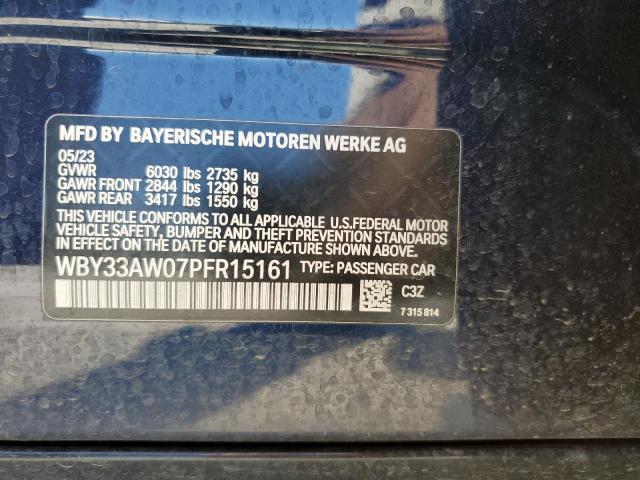 MFD BY BAYERISCHE MOTOREN WERKE AG
05/23
GVWR 6030 lbs 2735 kg
GAWR FRONT 2844 lbs 1290 kg
GAWR REAR 3417 lbs 1550 kg
THIS VEHICLE CONFORMS TO ALL APPLICABLE U.S.FEDERAL MOTOR
VEHICLE SAFETY, BUMPER AND THEFT PREVENTION STANDARDS
IN EFFECT ON THE DATE OF MANUFACTURE SHOWN ABOVE.
WBY33AW07PFR15161 TYPE: PASSENGER CAR
C3Z
7 315 814